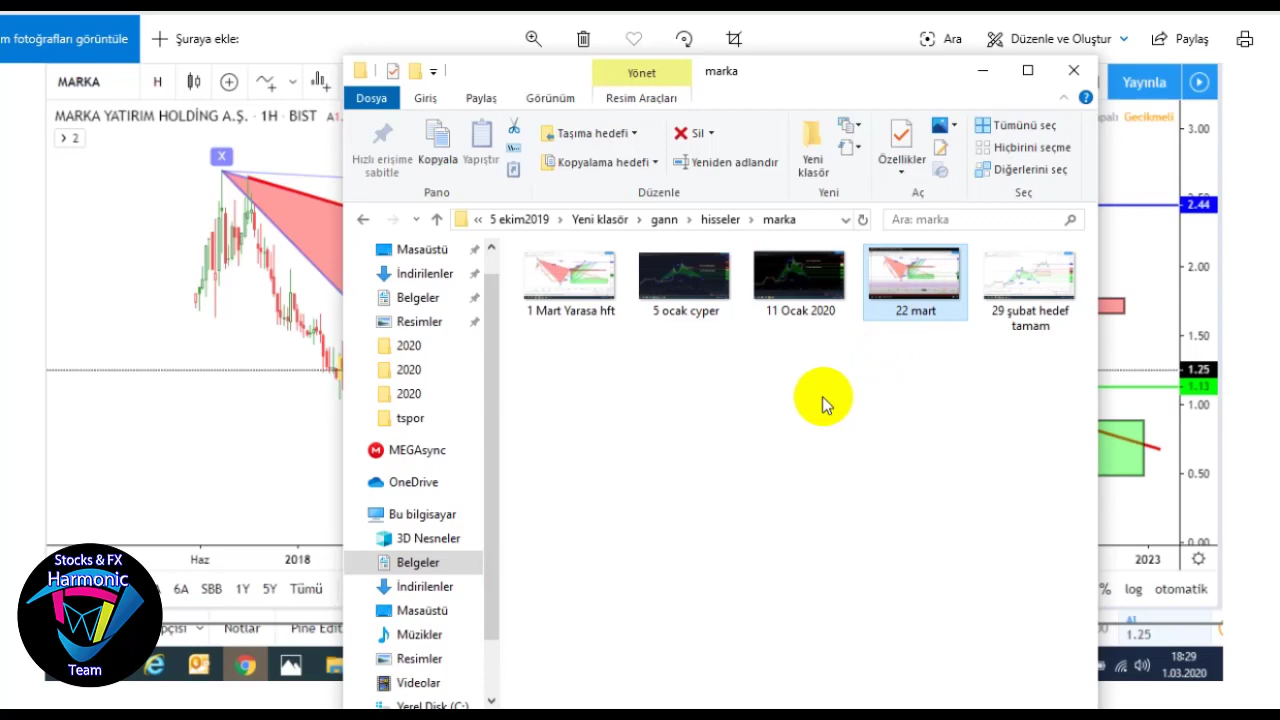 m fotoğrafları görüntüle
Şuraya ekle:
Ara
Düzenle ve Oluştur
Paylaş
MARKA
H
Yayınla
MARKA YATIRIM HOLDİNG A.Ş. · 1H · BIST
2
X
palı Gecikmeli
3.00
2.44
2.00
1.50
1.25
1.13
1.00
0.50
0.00
Haz
2018
2023
6A
SBB
1Y
5Y
Tümü
%
log
otomatik
Notlar
Pine Edit
1.25
18:29
1.03.2020
Yönet
marka
Dosya
Giriş
Paylaş
Görünüm
Resim Araçları
Hızlı erişime sabitle
Kopyala
Yapıştır
Pano
Taşıma hedefi
Kopyalama hedefi
Sil
Yeniden adlandır
Düzenle
Yeni klasör
Yeni
Özellikler
Aç
Tümünü seç
Hiçbirini seçme
Diğerlerini seç
Seç
5 ekim2019
Yeni klasör
gann
hisseler
marka
Ara: marka
Masaüstü
İndirilenler
Belgeler
Resimler
2020
2020
2020
tspor
MEGAsync
OneDrive
Bu bilgisayar
3D Nesneler
Belgeler
İndirilenler
Masaüstü
Müzikler
Resimler
Videolar
Yerel Disk (C:)
1 Mart Yarasa hft
5 ocak cyper
11 Ocak 2020
22 mart
29 şubat hedef
tamam
Stocks & FX
Harmonic
Team